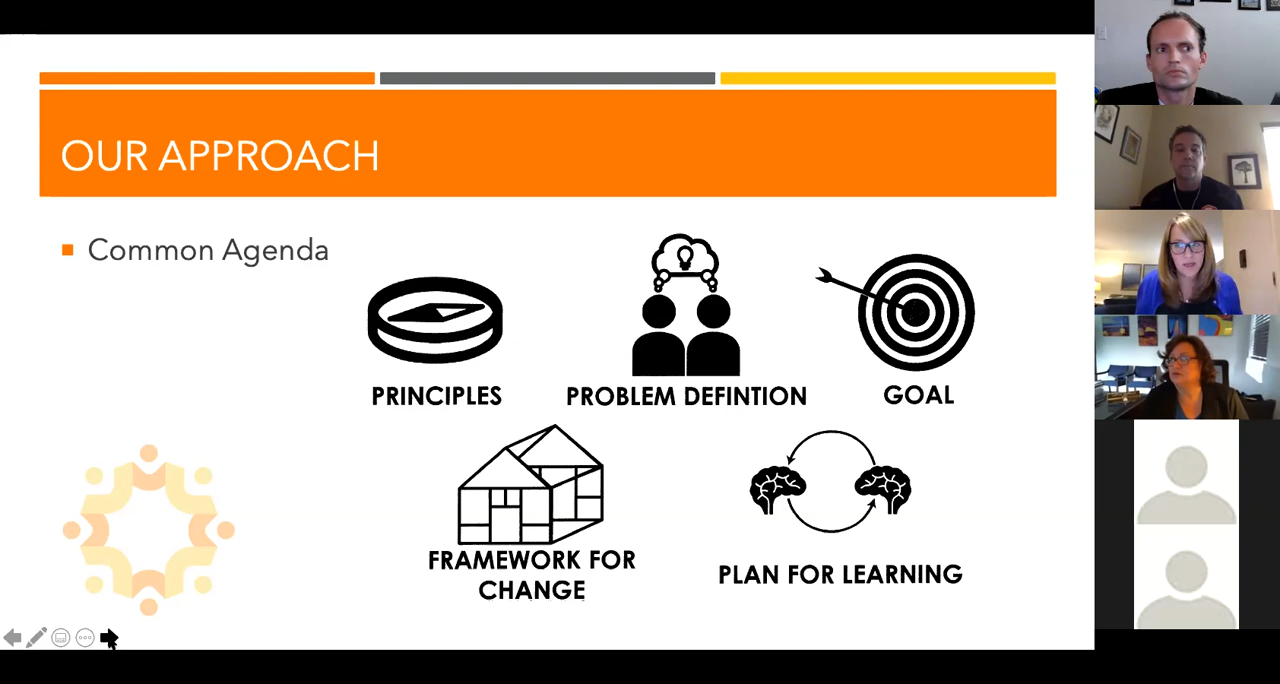 OUR APPROACH
Common Agenda
PRINCIPLES
PROBLEM DEFINTION
GOAL
FRAMEWORK FOR
CHANGE
PLAN FOR LEARNING